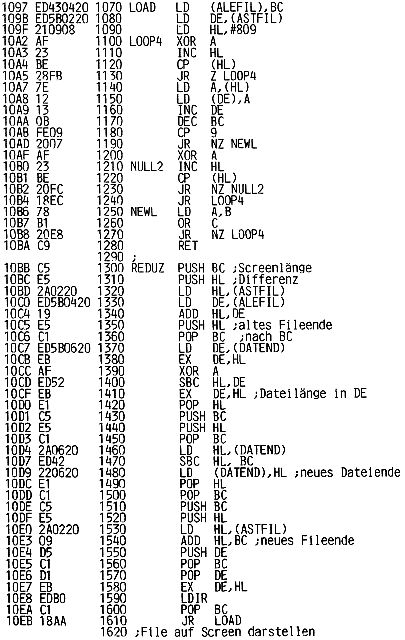 1097 ED430420 1070 LOAD LD (ALEFIL),BC
109B ED5B0220 1080 LD DE,(ASTFIL)
109F 210908 1090 LD HL,#809
10A2 AF 1100 LOOP4 XOR A
10A3 23 1110 INC HL
10A4 BE 1120 CP (HL)
10A5 28FB 1130 JR Z LOOP4
10A7 7E 1140 LD A,(HL)
10A8 12 1150 LD (DE),A
10A9 13 1160 INC DE
10AA 0B 1170 DEC BC
10AB FE09 1180 CP 9
10AD 2007 1190 JR NZ NEWL
10AF AF 1200 XOR A
10B0 23 1210 NULL2 INC HL
10B1 BE 1220 CP (HL)
10B2 20FC 1230 JR NZ NULL2
10B4 18EC 1240 JR LOOP4
10B6 78 1250 NEWL LD A,B
10B7 B1 1260 OR C
10B8 20E8 1270 JR NZ LOOP4
10BA C9 1280 RET
1290 ;
10BB C5 1300 REDUZ PUSH BC ;Screenlänge
10BC E5 1310 PUSH HL ;Differenz
10BD 2A0220 1320 LD HL,(ASTFIL)
10C0 ED5B0420 1330 LD DE,(ALEFIL)
10C4 19 1340 ADD HL,DE
10C5 E5 1350 PUSH HL ;altes Fileende
10C6 C1 1360 POP BC ;nach BC
10C7 ED5B0620 1370 LD DE,(DATEND)
10CB EB 1380 EX DE,HL
10CC AF 1390 XOR A
10CD ED52 1400 SBC HL,DE
10CF EB 1410 EX DE,HL ;Dateilänge in DE
10D0 E1 1420 POP HL
10D1 C5 1430 PUSH BC
10D2 E5 1440 PUSH HL
10D3 C1 1450 POP BC
10D4 2A0620 1460 LD HL,(DATEND)
10D7 ED42 1470 SBC HL, BC
10D9 220620 1480 LD (DATEND),HL ;neues Dateiende
10DC E1 1490 POP HL
10DD C1 1500 POP BC
10DE C5 1510 PUSH BC
10DF E5 1520 PUSH HL
10E0 2A0220 1530 LD HL,(ASTFIL)
10E3 09 1540 ADD HL,BC ;neues Fileende
10E4 D5 1550 PUSH DE
10E5 C1 1560 POP BC
10E6 D1 1570 POP DE
10E7 EB 1580 EX DE,HL
10E8 EDB0 1590 LDIR
10EA C1 1600 POP BC
10EB 18AA 1610 JR LOAD
1620 ;File auf Screen darstellen